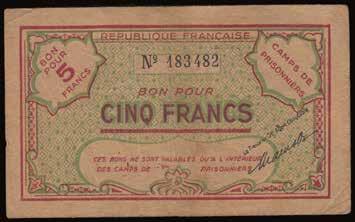 REPUBLIQUE FRANÇAISE
BON POUR
5
FRANCS
Nº 183482
CAMPS DE
PRISONNIERS
BON POUR
CINQ FRANCS
CES BONS NE SONT VALABLES QU'A L'INTÉRIEUR
DES CAMPS DE PRISONNIERS